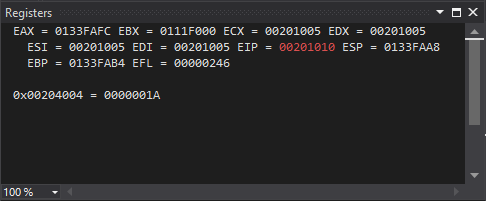 Registers
EAX = 0133FAFC EBX = 0111F000 ECX = 00201005 EDX = 00201005
ESI = 00201005 EDI = 00201005 EIP = 00201010 ESP = 0133FAA8
EBP = 0133FAB4 EFL = 00000246
0x00204004 = 0000001A
100 %